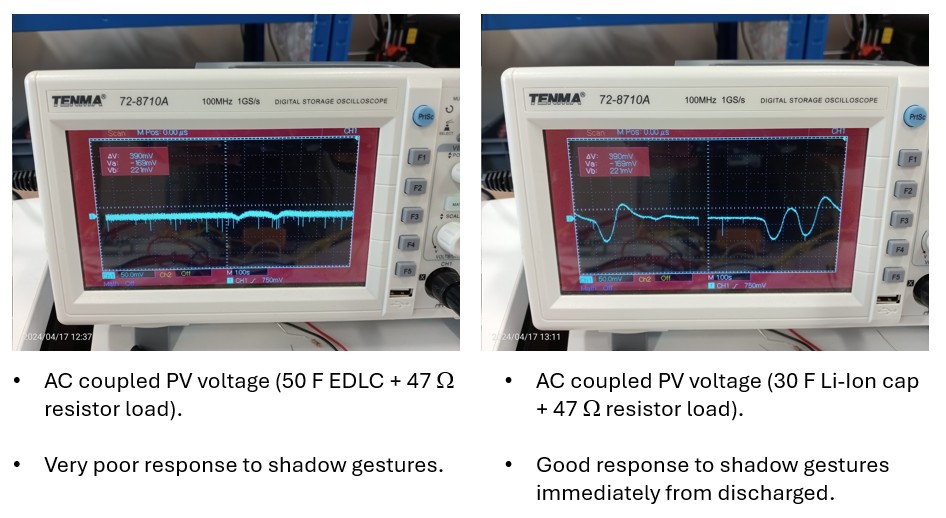 TENMA® 72-8710A 100MHz 1GS/s DIGITAL STORAGE OSCILLOSCOPE
Scan M Pos: 0.00 µs CH1
PrtSc
ΔV: 390mV
Va: -169mV
Vb: 221mV
F1
F2
F3
F4
F5
50.0mV Ch2 Off M 100s
CH1 750mV
2024/04/17 12:37
TENMA® 72-8710A 100MHz 1GS/s DIGITAL STORAGE OSCILLOSCOPE
Scan M Pos: 0.00 µs CH1
PrtSc
ΔV: 390mV
Va: -169mV
Vb: 221mV
F1
F2
F3
F4
F5
50.0mV Ch2 Off M 100s
CH1 750mV
2024/04/17 13:11
• AC coupled PV voltage (50 F EDLC + 47 Ω
resistor load).
• Very poor response to shadow gestures.
• AC coupled PV voltage (30 F Li-Ion cap
+ 47 Ω resistor load).
• Good response to shadow gestures
immediately from discharged.